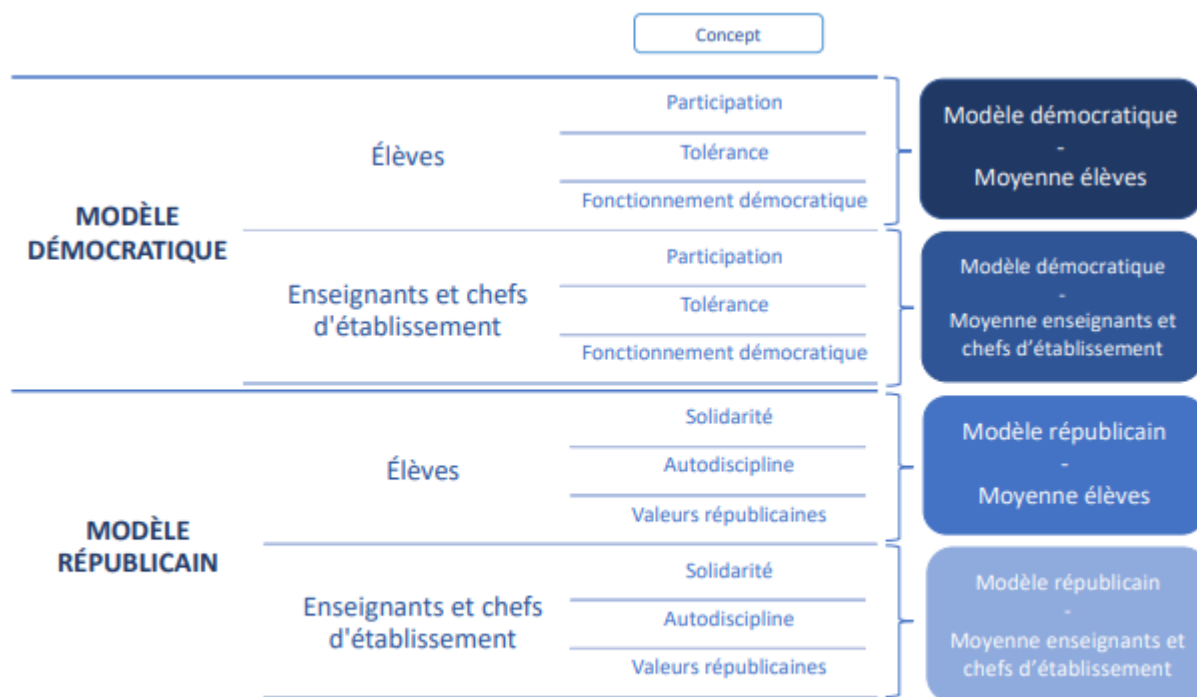 Concept
MODÈLE
DÉMOCRATIQUE
Élèves
Participation
Tolérance
Fonctionnement démocratique
Modèle démocratique
-
Moyenne élèves
Enseignants et chefs
d'établissement
Participation
Tolérance
Fonctionnement démocratique
Modèle démocratique
-
Moyenne enseignants et
chefs d’établissement
MODÈLE
RÉPUBLICAIN
Élèves
Solidarité
Autodiscipline
Valeurs républicaines
Modèle républicain
-
Moyenne élèves
Enseignants et chefs
d'établissement
Solidarité
Autodiscipline
Valeurs républicaines
Modèle républicain
-
Moyenne enseignants et
chefs d’établissement